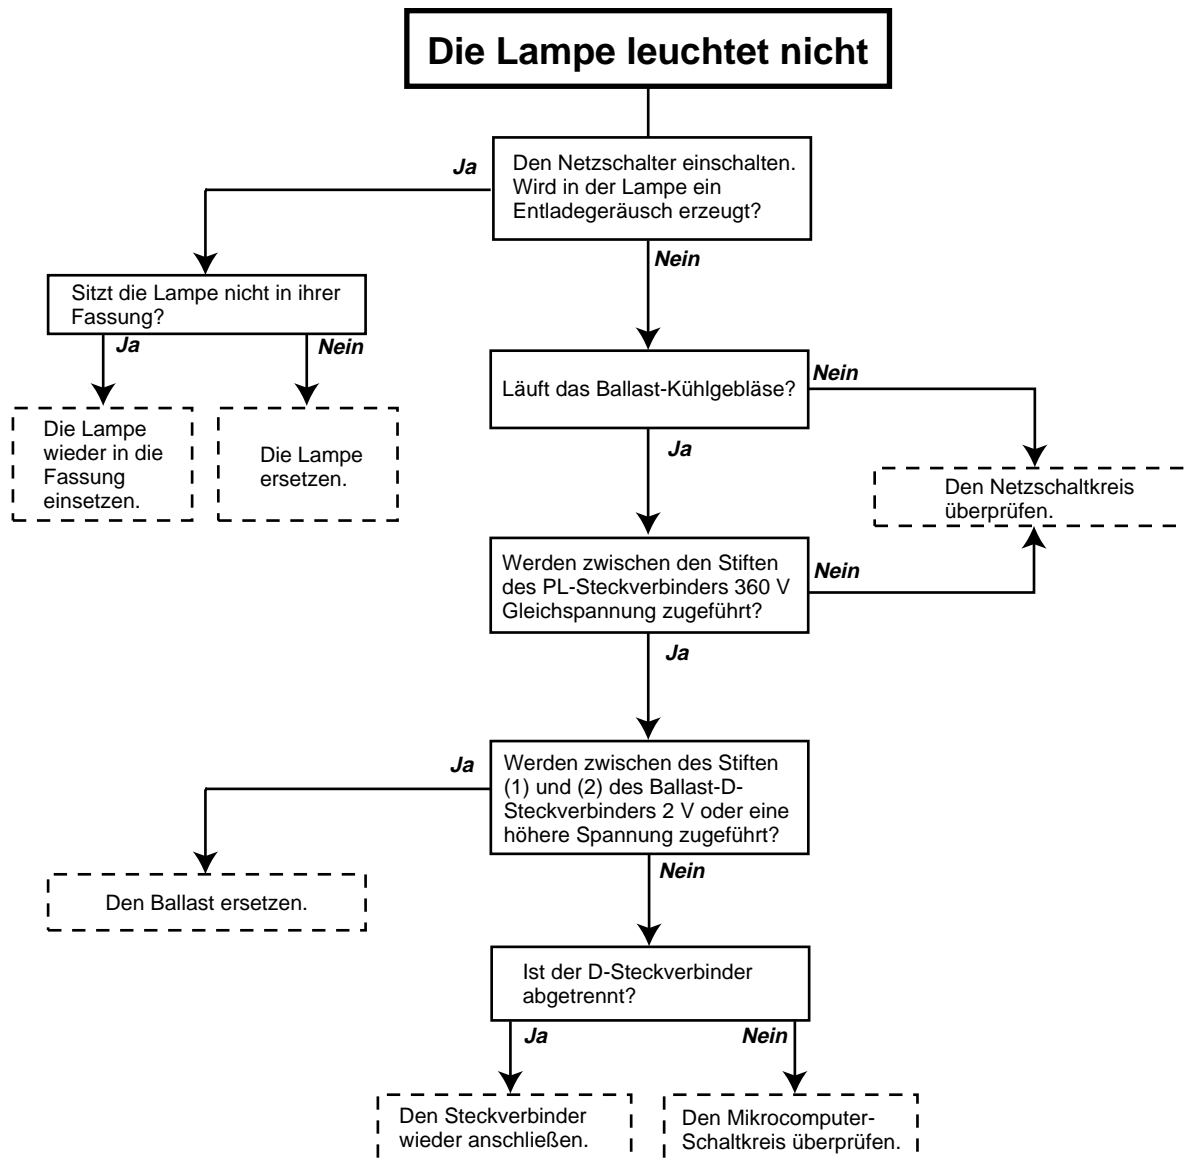 Die Lampe leuchtet nicht
Ja
Den Netzschalter einschalten.
Wird in der Lampe ein
Entladegeräusch erzeugt?
Nein
Sitzt die Lampe nicht in ihrer
Fassung?
Ja
Nein
Läuft das Ballast-Kühlgebläse?
Nein
Ja
Die Lampe
wieder in die
Fassung
einsetzen.
Die Lampe
ersetzen.
Den Netzschaltkreis
überprüfen.
Werden zwischen den Stiften
des PL-Steckverbinders 360 V
Gleichspannung zugeführt?
Nein
Ja
Werden zwischen des Stiften
(1) und (2) des Ballast-D-
Steckverbinders 2 V oder eine
höhere Spannung zugeführt?
Ja
Nein
Den Ballast ersetzen.
Ist der D-Steckverbinder
abgetrennt?
Ja
Nein
Den Steckverbinder
wieder anschließen.
Den Mikrocomputer-
Schaltkreis überprüfen.